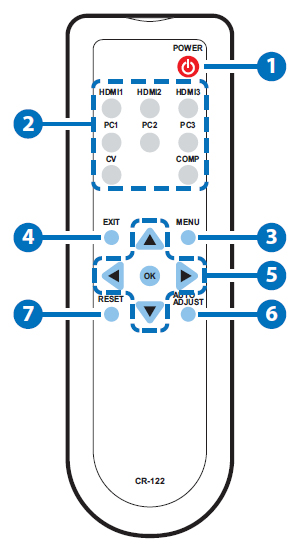 POWER
1
HDMI1 HDMI2 HDMI3
2
PC1 PC2 PC3
CV COMP
EXIT MENU
4 3
OK
5
RESET AUTO
ADJUST
7 6
CR-122